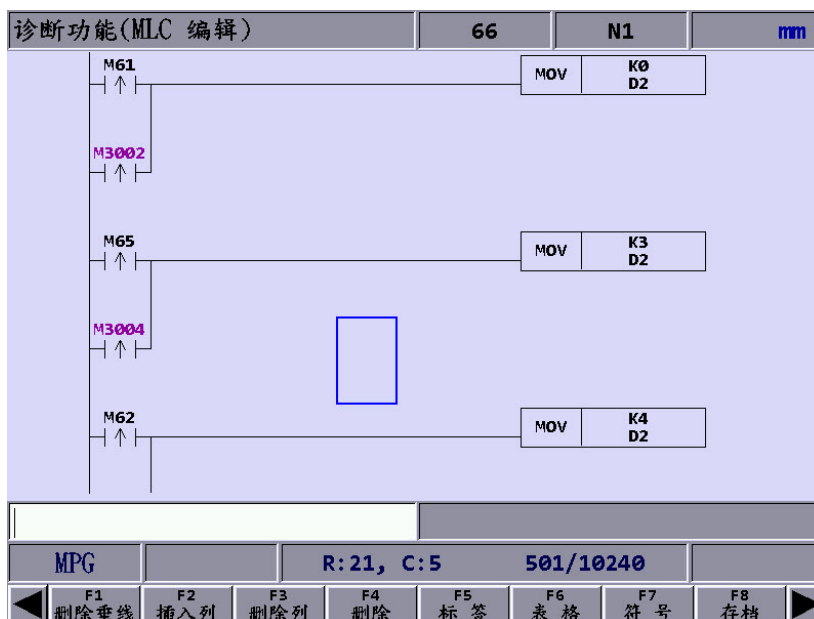 诊断功能(MLC 编辑) 66 N1 mm
M61 MOV K0
D2
M3002
M65 MOV K3
D2
M3004
M62 MOV K4
D2
MPG R:21, C:5 501/10240
F1 F2 F3 F4 F5 F6 F7 F8
删除垂线 插入列 删除列 删除 标 签 表 格 符 号 存档